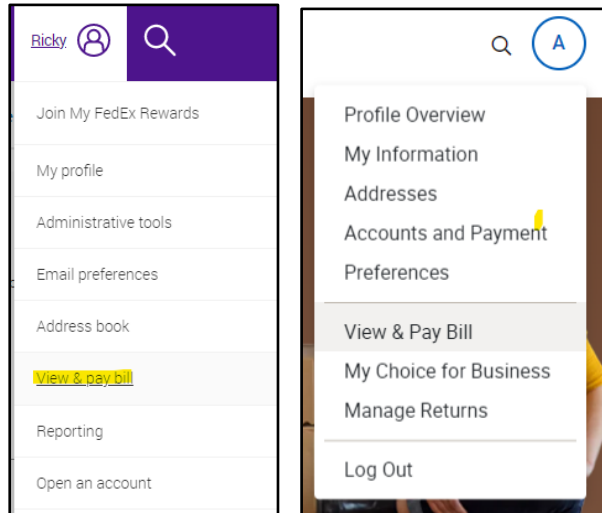 Ricky
Join My FedEx Rewards
My profile
Administrative tools
Email preferences
Address book
View & pay bill
Reporting
Open an account
A
Profile Overview
My Information
Addresses
Accounts and Payment
Preferences
View & Pay Bill
My Choice for Business
Manage Returns
Log Out